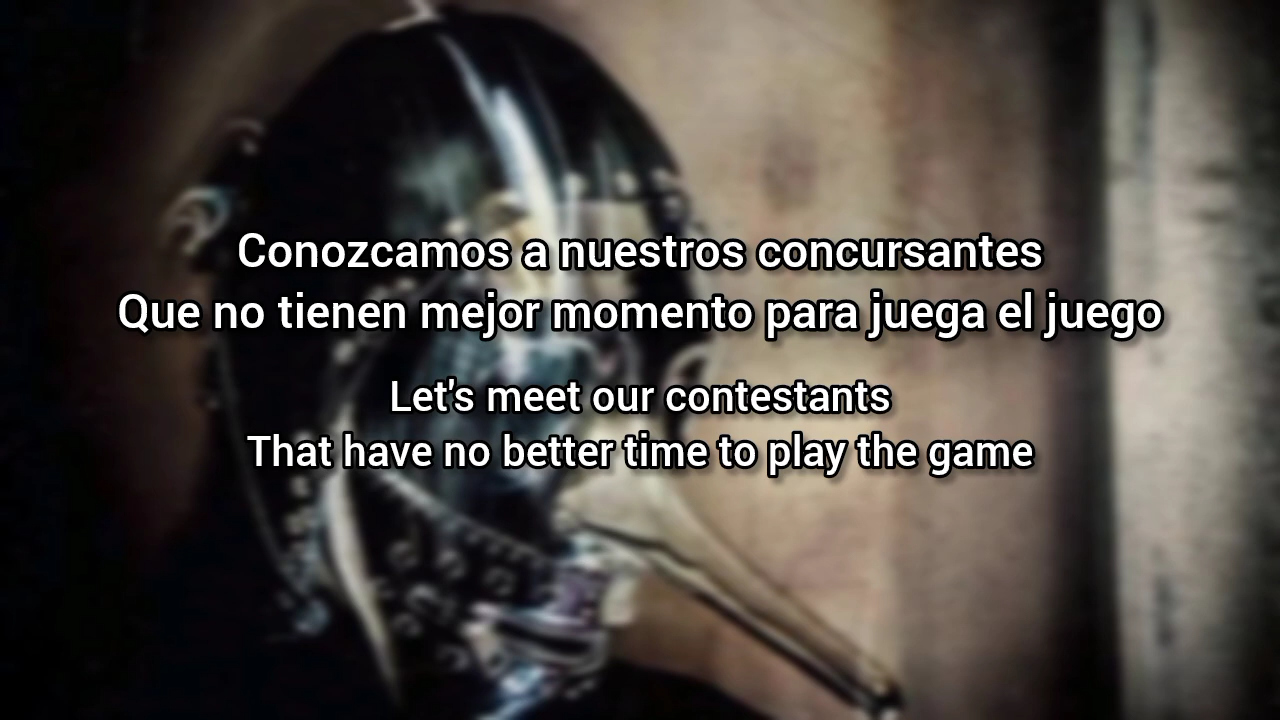 Conozcamos a nuestros concursantes
Que no tienen mejor momento para juega el juego
Let's meet our contestants
That have no better time to play the game